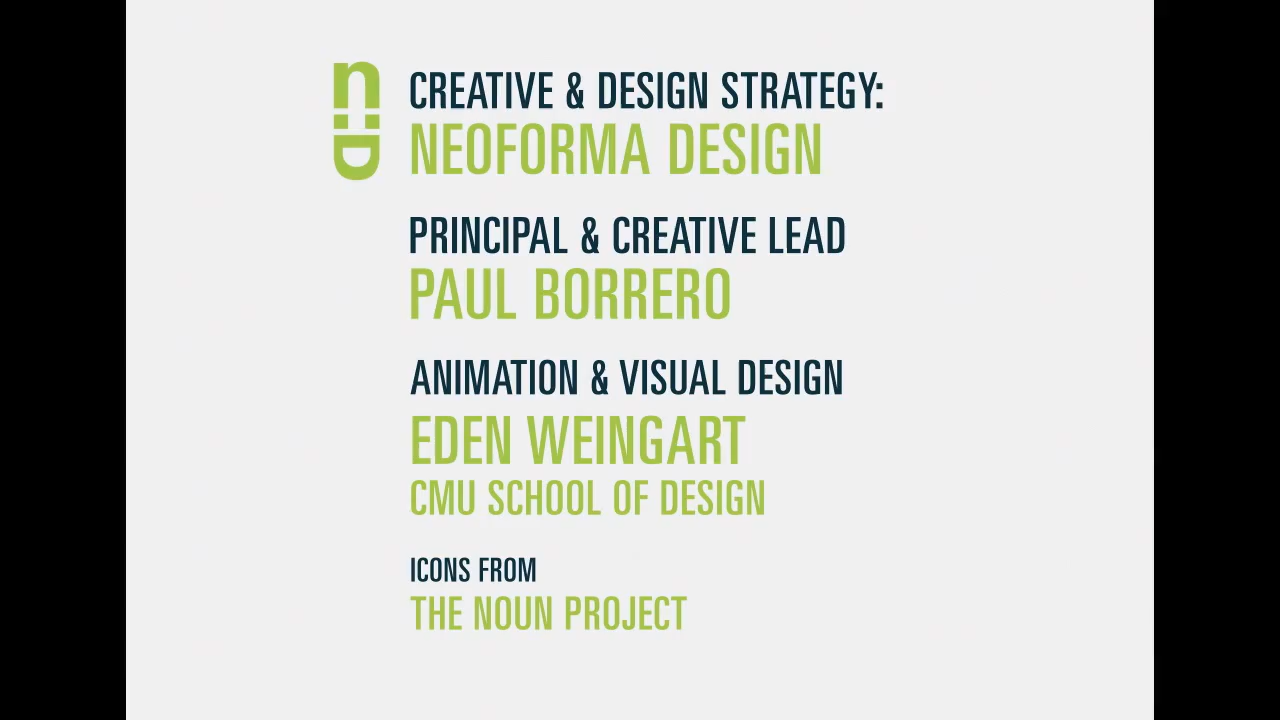 n:D
CREATIVE & DESIGN STRATEGY:
NEOFORMA DESIGN
PRINCIPAL & CREATIVE LEAD
PAUL BORRERO
ANIMATION & VISUAL DESIGN
EDEN WEINGART
CMU SCHOOL OF DESIGN
ICONS FROM
THE NOUN PROJECT